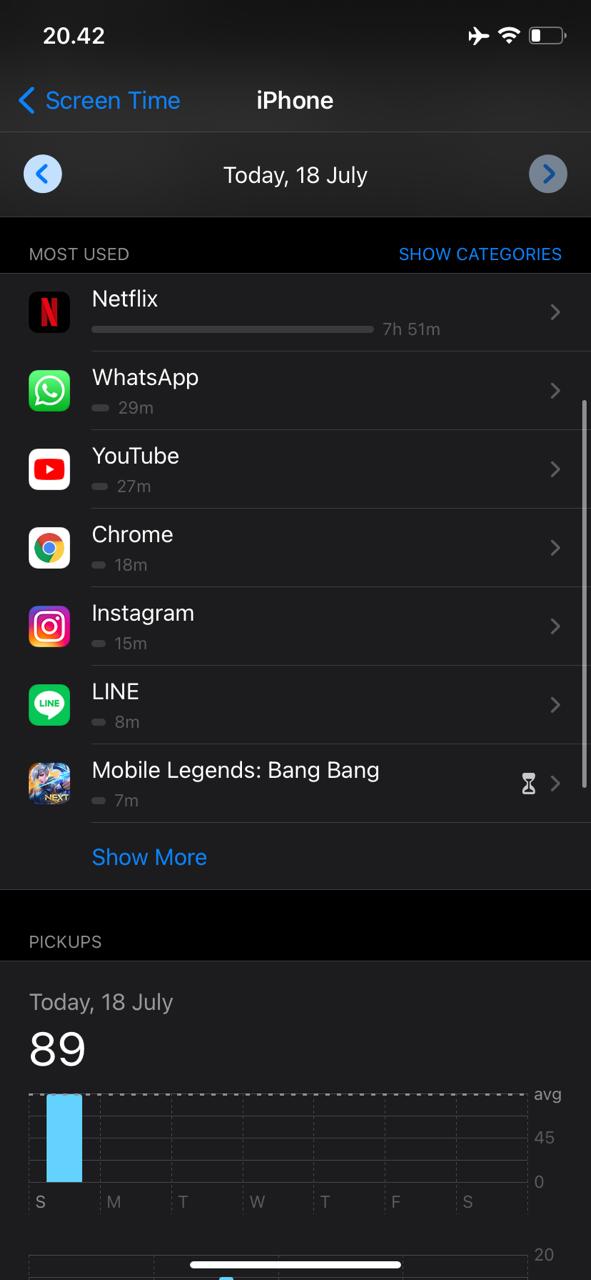 20.42
Screen Time
iPhone
Today, 18 July
MOST USED
SHOW CATEGORIES
Netflix
7h 51m
WhatsApp
29m
YouTube
27m
Chrome
18m
Instagram
15m
LINE
LINE
8m
Mobile Legends: Bang Bang
NEXT
7m
Show More
PICKUPS
Today, 18 July
89
avg
45
0
S M T W T F S
20